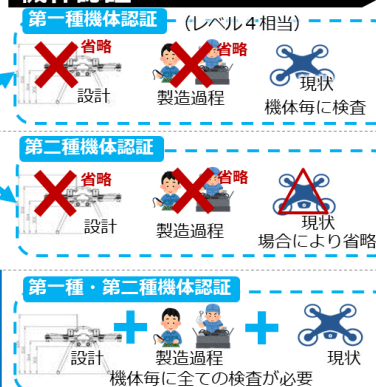 機体認証
第一種機体認証 （レベル４相当）
省略 省略
設計 製造過程 現状
機体毎に検査
第二種機体認証
省略 省略
設計 製造過程 現状
場合により省略
第一種・第二種機体認証
設計 製造過程 現状
機体毎に全ての検査が必要